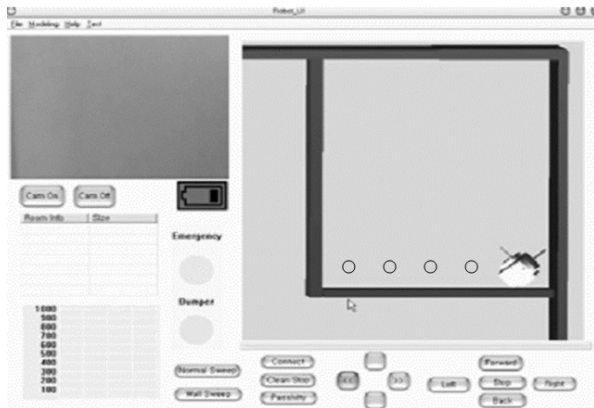 Robot_UI
File Modeling Help Test
Cam On Cam Off
Room Info Size
Emergency
Bumper
1000
900
800
700
600
500
400
300
200
100
Normal Sweep
Wall Sweep
Connect
Clean Stop
Passivity
<< >>
Left
Forward
Stop
Back
Right